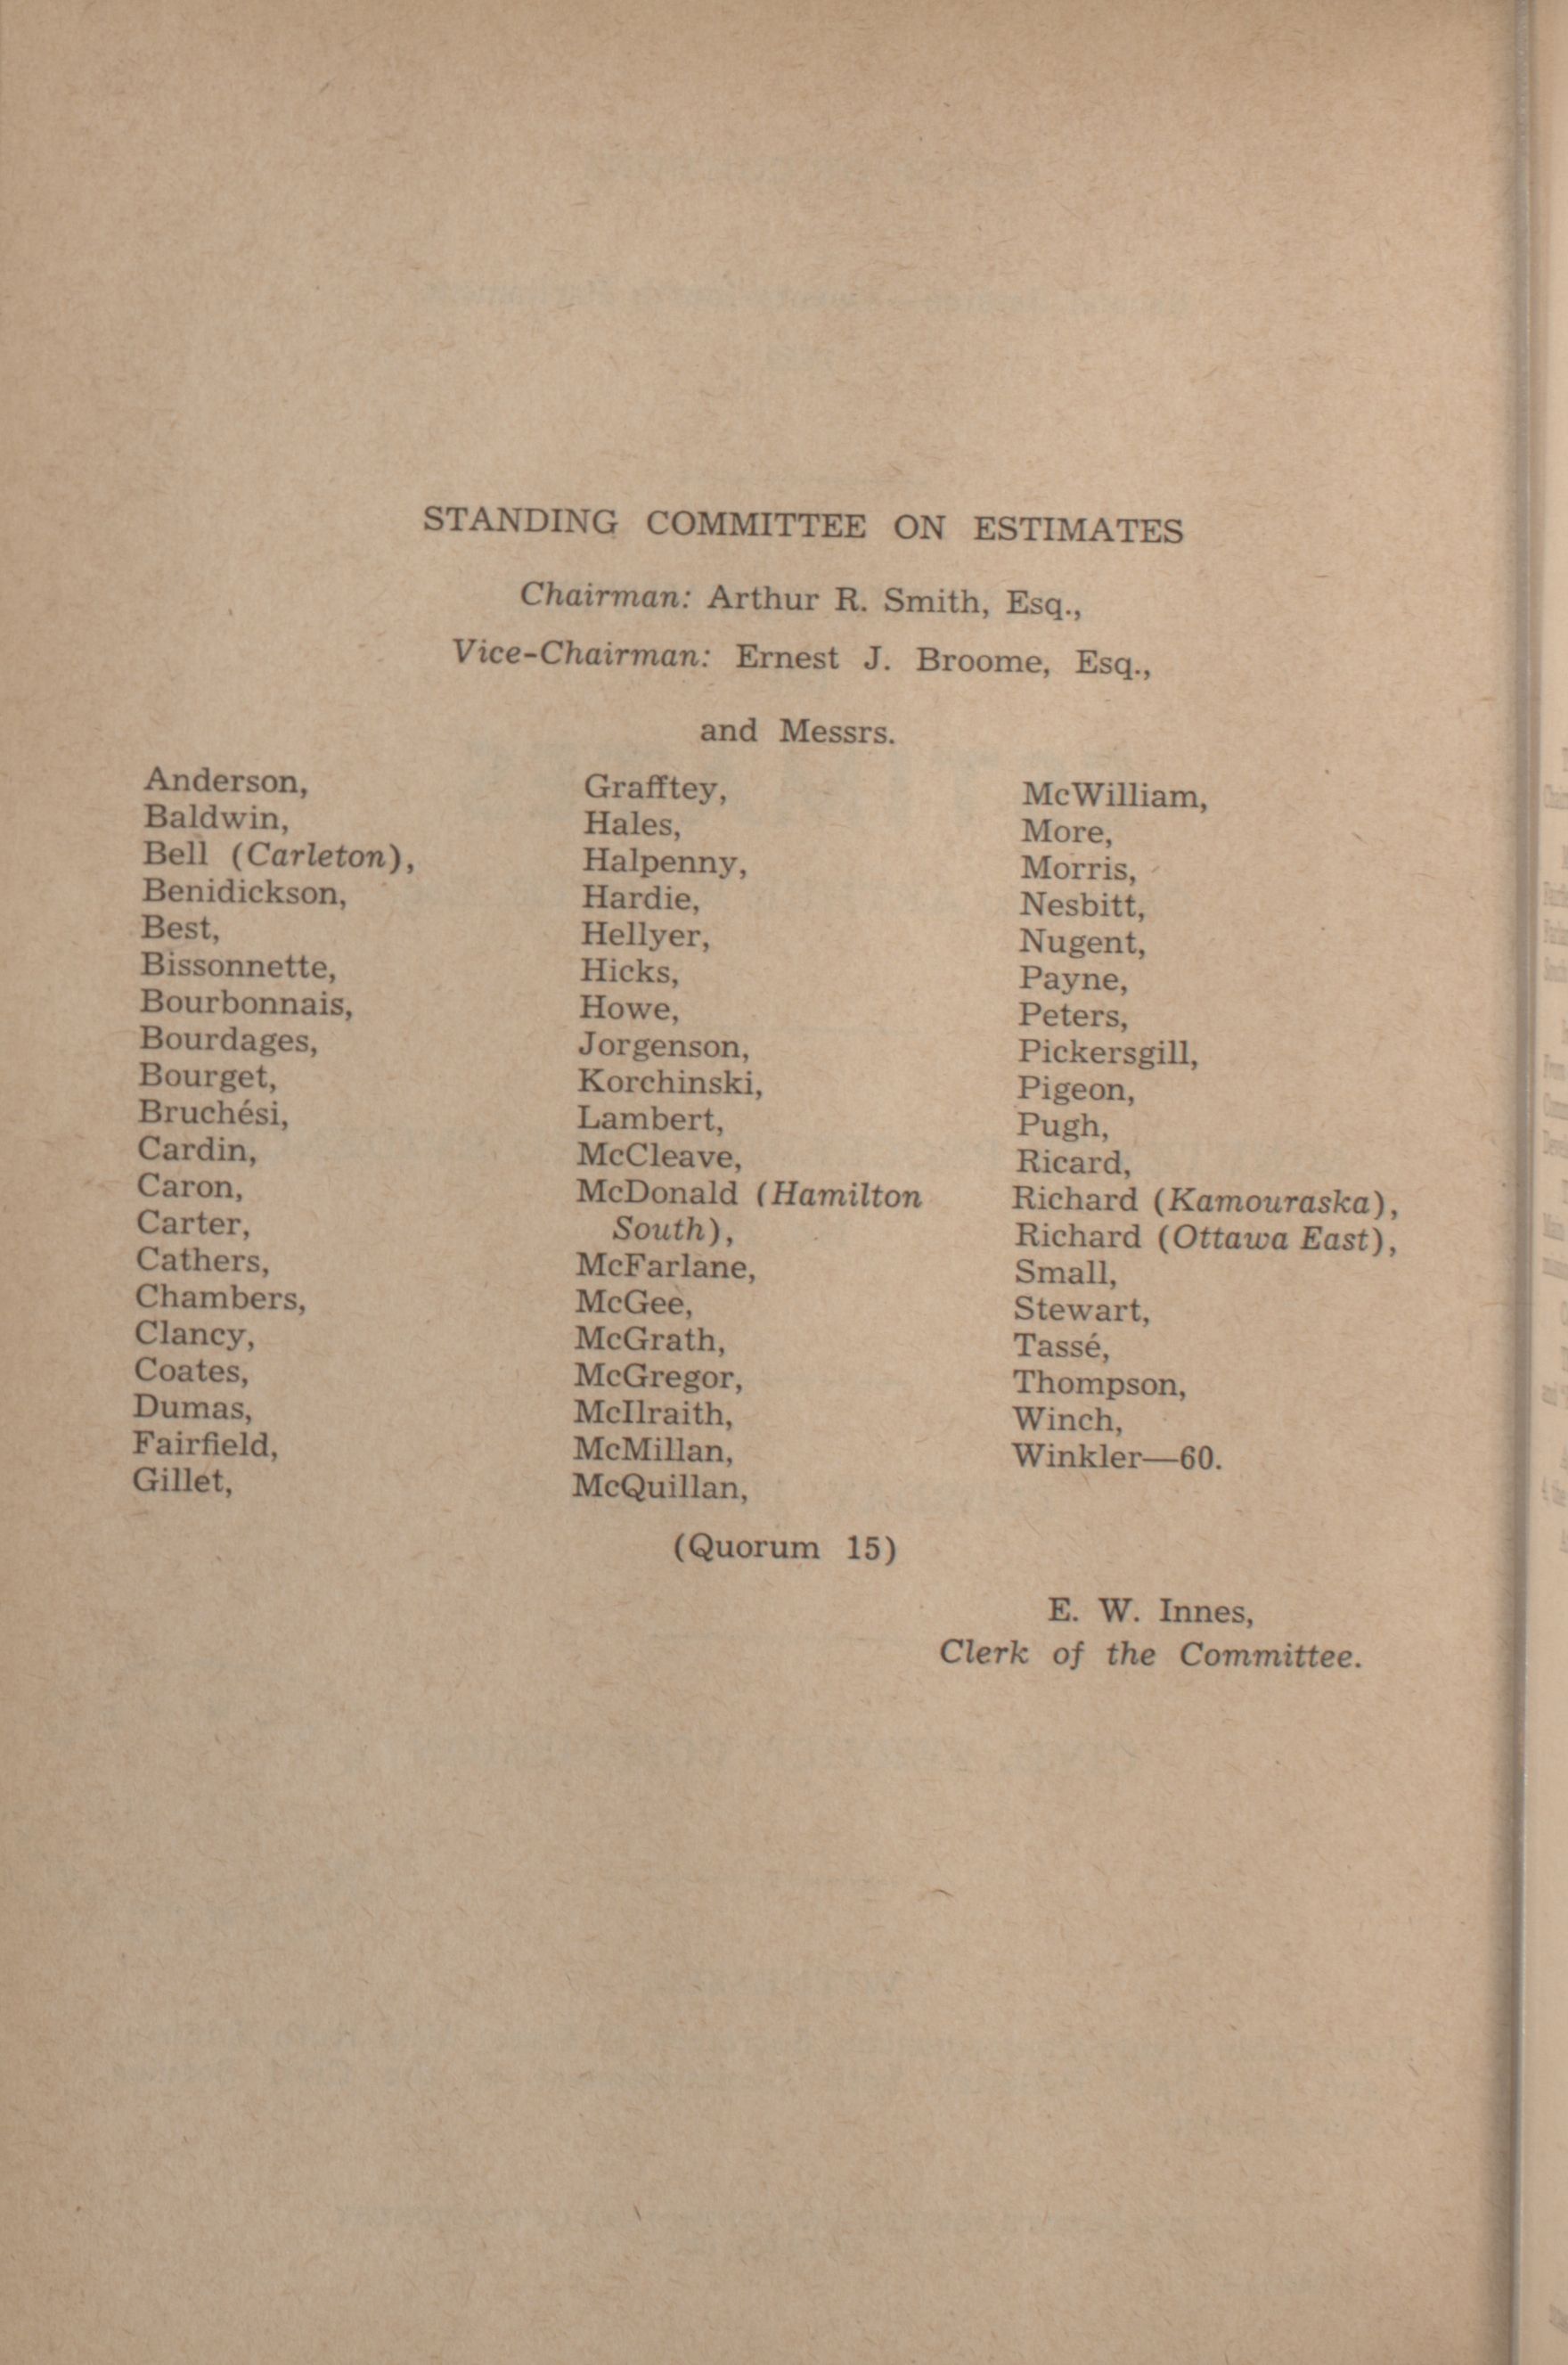 STANDING COMMITTEE ON ESTIMATES
Chairman: Arthur R. Smith, Esq.,
Vice-Chairman: Ernest J. Broome, Esq.,
and Messrs.
Anderson,
Baldwin,
Bell (Carleton),
Benidickson,
Best,
Bissonnette,
Bourbonnais,
Bourdages,
Bourget,
Bruchési,
Cardin,
Caron,
Carter,
Cathers,
Chambers,
Clancy,
Coates,
Dumas,
Fairfield,
Gillet,
Grafftey,
Hales,
Halpenny,
Hardie,
Hellyer,
Hicks,
Howe,
Jorgenson,
Korchinski,
Lambert,
McCleave,
McDonald (Hamilton
South),
McFarlane,
McGee,
McGrath,
McGregor,
McIlraith,
McMillan,
McQuillan,
McWilliam,
More,
Morris,
Nesbitt,
Nugent,
Payne,
Peters,
Pickersgill,
Pigeon,
Pugh,
Ricard,
Richard (Kamouraska),
Richard (Ottawa East),
Small,
Stewart,
Tassé,
Thompson,
Winch,
Winkler—60.
(Quorum 15)
E. W. Innes,
Clerk of the Committee.